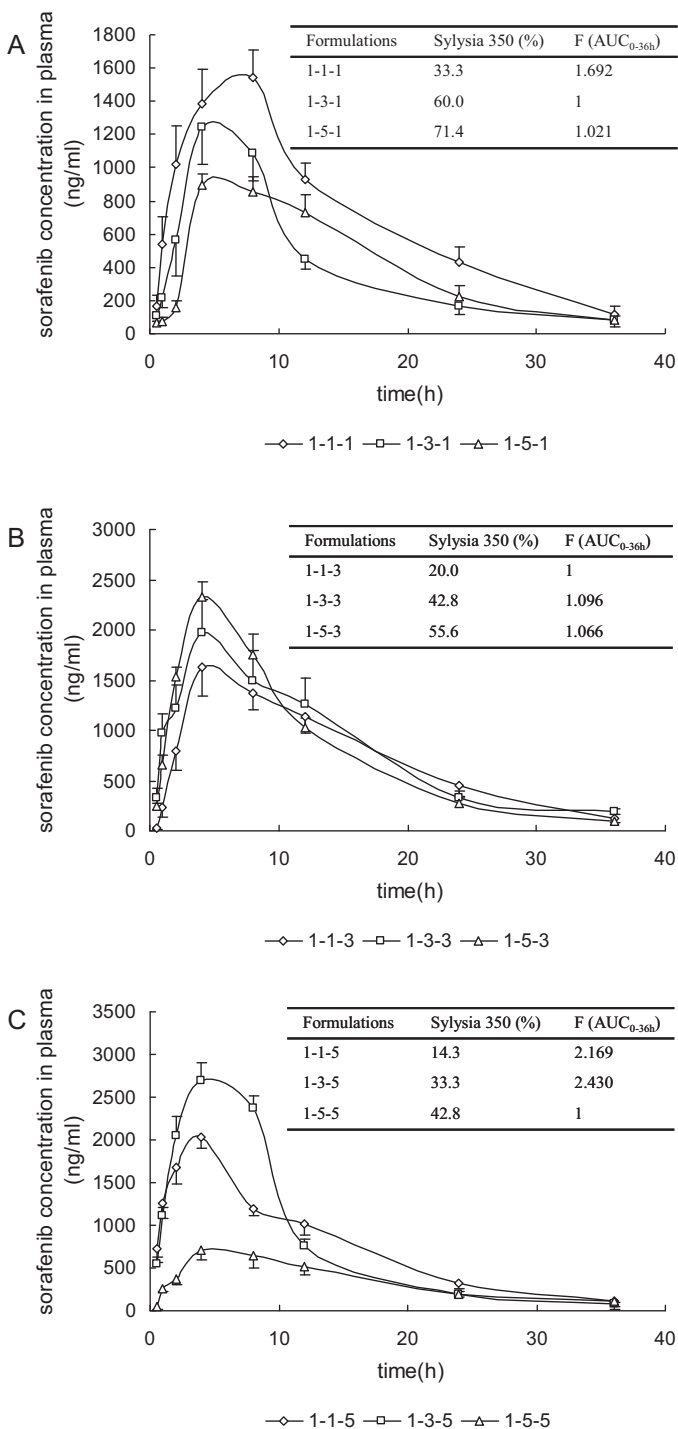 A
Formulations Sylysia 350 (%) F (AUC0-36h)
1-1-1 33.3 1.692
1-3-1 60.0 1
1-5-1 71.4 1.021
sorafenib concentration in plasma
(ng/ml)
1800
1600
1400
1200
1000
800
600
400
200
0
0 10 20 30 40
time(h)
1-1-1 1-3-1 1-5-1
B
Formulations Sylysia 350 (%) F (AUC0-36h)
1-1-3 20.0 1
1-3-3 42.8 1.096
1-5-3 55.6 1.066
sorafenib concentration in plasma
(ng/ml)
3000
2500
2000
1500
1000
500
0
0 10 20 30 40
time(h)
1-1-3 1-3-3 1-5-3
C
Formulations Sylysia 350 (%) F (AUC0-36h)
1-1-5 14.3 2.169
1-3-5 33.3 2.430
1-5-5 42.8 1
sorafenib concentration in plasma
(ng/ml)
3500
3000
2500
2000
1500
1000
500
0
0 10 20 30 40
time(h)
1-1-5 1-3-5 1-5-5